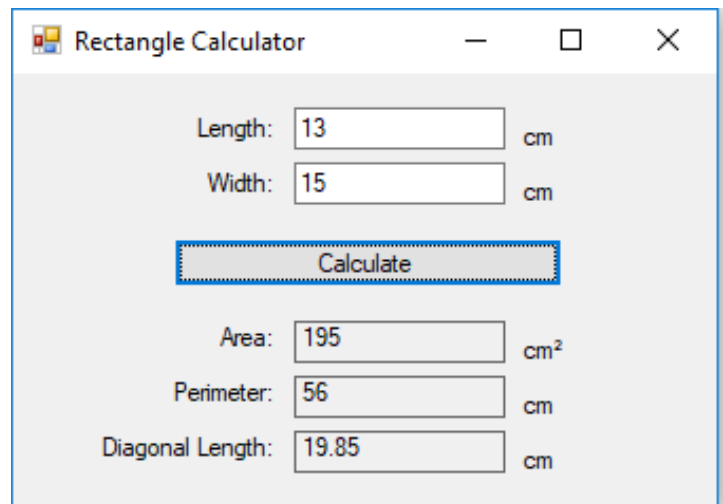 Rectangle Calculator
Length: 13 cm
Width: 15 cm
Calculate
Area: 195 cm²
Perimeter: 56 cm
Diagonal Length: 19.85 cm